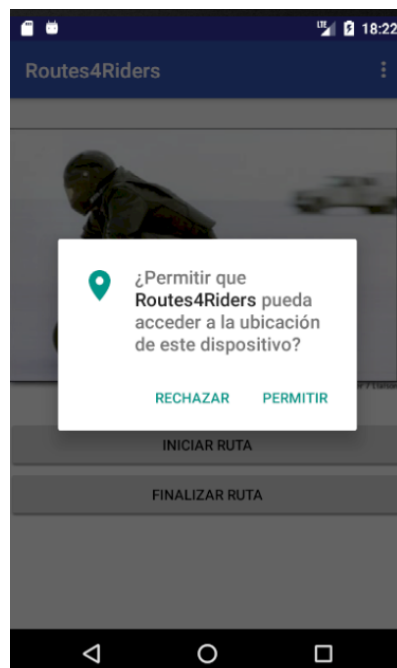 LTE 18:22
Routes4Riders
¿Permitir que
Routes4Riders pueda
acceder a la ubicación
de este dispositivo?
RECHAZAR PERMITIR
INICIAR RUTA
FINALIZAR RUTA